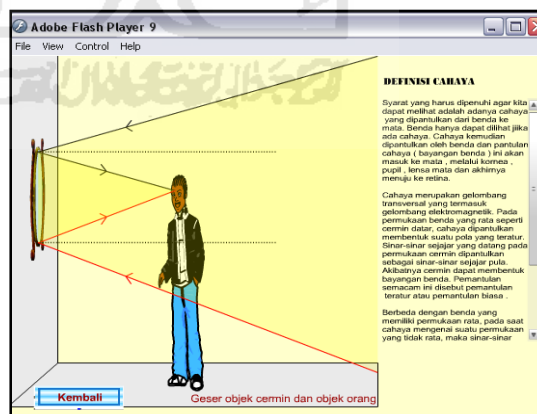 Adobe Flash Player 9
File View Control Help
DEFINISI CAHAYA
Syarat yang harus dipenuhi agar kita
dapat melihat adalah adanya cahaya
yang dipantulkan dari benda ke
mata. Benda hanya dapat dilihat jiika
ada cahaya. Cahaya kemudian
dipantulkan oleh benda dan pantulan
cahaya ( bayangan benda ) ini akan
masuk ke mata , melalui kornea ,
pupil , lensa mata dan akhirnya
menuju ke retina.
Cahaya merupakan gelombang
transversal yang termasuk
gelombang elektromagnetik. Pada
permukaan benda yang rata seperti
cermin datar, cahaya dipantulkan
membentuk suatu pola yang teratur.
Sinar-sinar sejajar yang datang pada
permukaan cermin dipantulkan
sebagai sinar-sinar sejajar pula.
Akibatnya cermin dapat membentuk
bayangan benda. Pemantulan
semacam ini disebut pemantulan
teratur atau pemantulan biasa .
Berbeda dengan benda yang
memiliki permukaan rata, pada saat
cahaya mengenai suatu permukaan
yang tidak rata, maka sinar-sinar
Kembali
Geser objek cermin dan objek orang